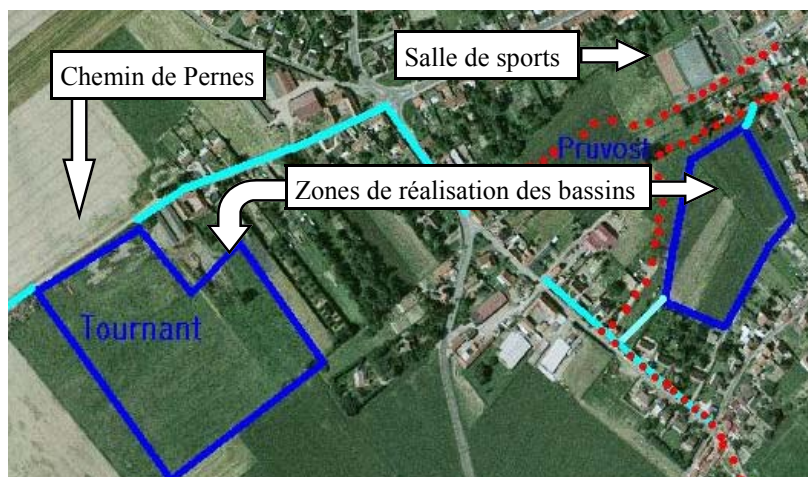 Salle de sports
Chemin de Pernes
Pruvost
Zones de réalisation des bassins
Tournant